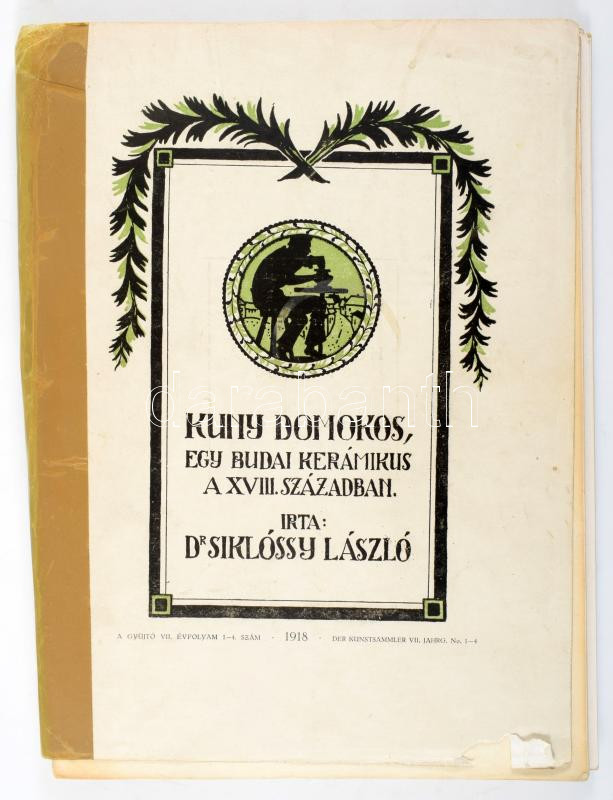 KUNY DOMOKOS,
EGY BUDAI KERÁMIKUS
A XVIII. SZÁZADBAN.
IRTA:
DR SIKLÓSSY LÁSZLÓ
A GYŰJTŐ VII. ÉVFOLYAM 1—4. SZÁM · 1918 · DER KUNSTSAMMLER VII. JAHRG. No. 1—4
darabanth